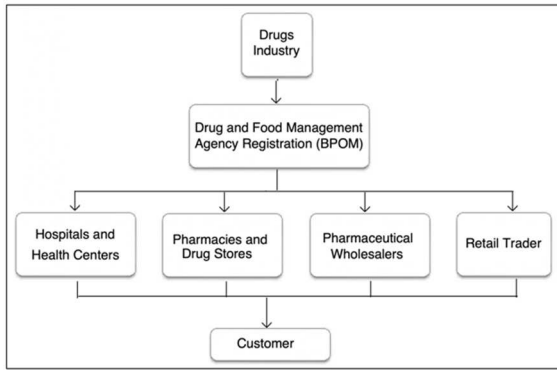 Drugs
Industry
Drug and Food Management
Agency Registration (BPOM)
Hospitals and
Health Centers
Pharmacies and
Drug Stores
Pharmaceutical
Wholesalers
Retail Trader
Customer